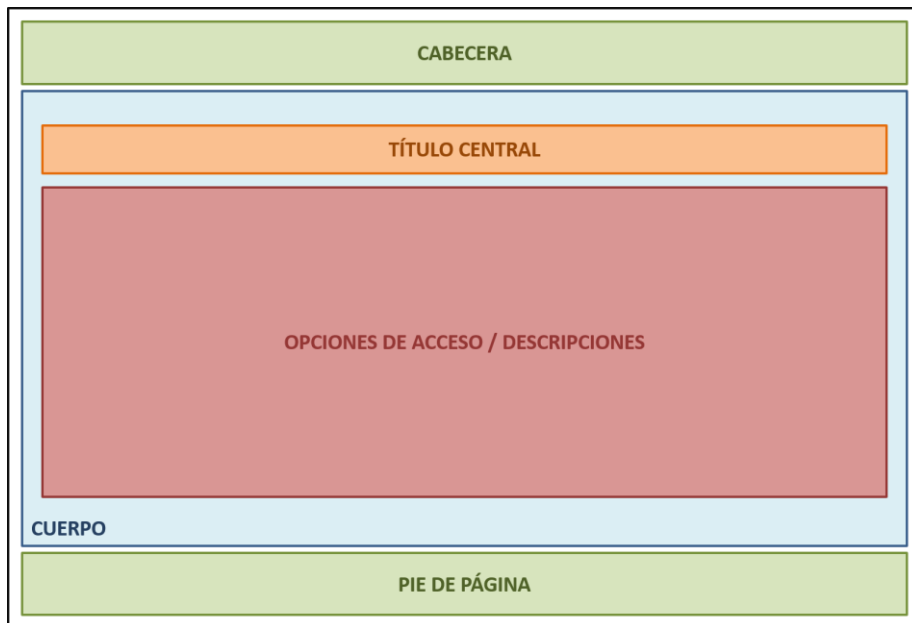 CABECERA
TÍTULO CENTRAL
OPCIONES DE ACCESO / DESCRIPCIONES
CUERPO
PIE DE PÁGINA